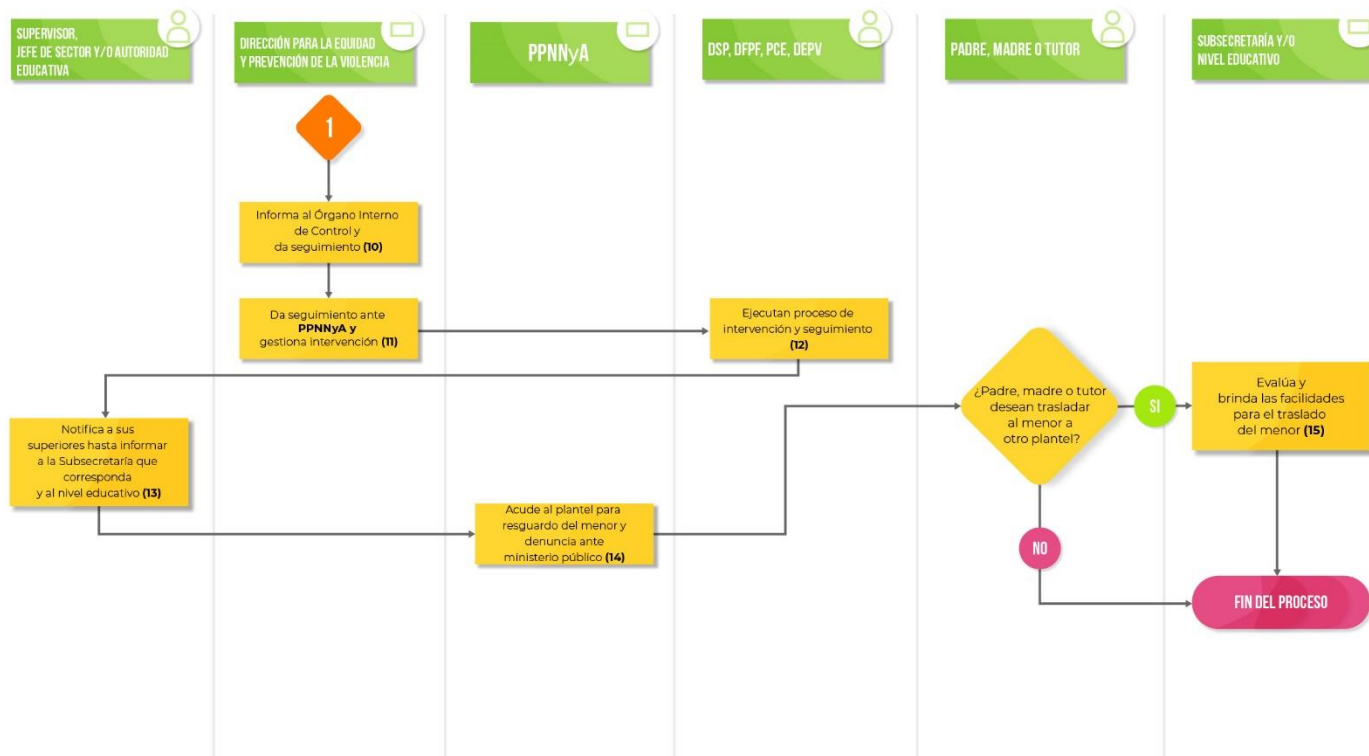 SUPERVISOR,
JEFE DE SECTOR Y/O AUTORIDAD
EDUCATIVA
DIRECCIÓN PARA LA EQUIDAD
Y PREVENCIÓN DE LA VIOLENCIA
PPNNyA
DSP, DFPF, PCE, DEPV
PADRE, MADRE O TUTOR
SUBSECRETARÍA Y/O
NIVEL EDUCATIVO
1
Informa al Órgano Interno
de Control y
da seguimiento (10)
Da seguimiento ante
PPNNyA y
gestiona intervención (11)
Ejecutan proceso de
intervención y seguimiento
(12)
Notifica a sus
superiores hasta informar
a la Subsecretaría que
corresponda
y al nivel educativo (13)
Acude al plantel para
resguardo del menor y
denuncia ante
ministerio público (14)
¿Padre, madre o tutor
desean trasladar
al menor a
otro plantel?
SI
Evalúa y
brinda las facilidades
para el traslado
del menor (15)
NO
FIN DEL PROCESO